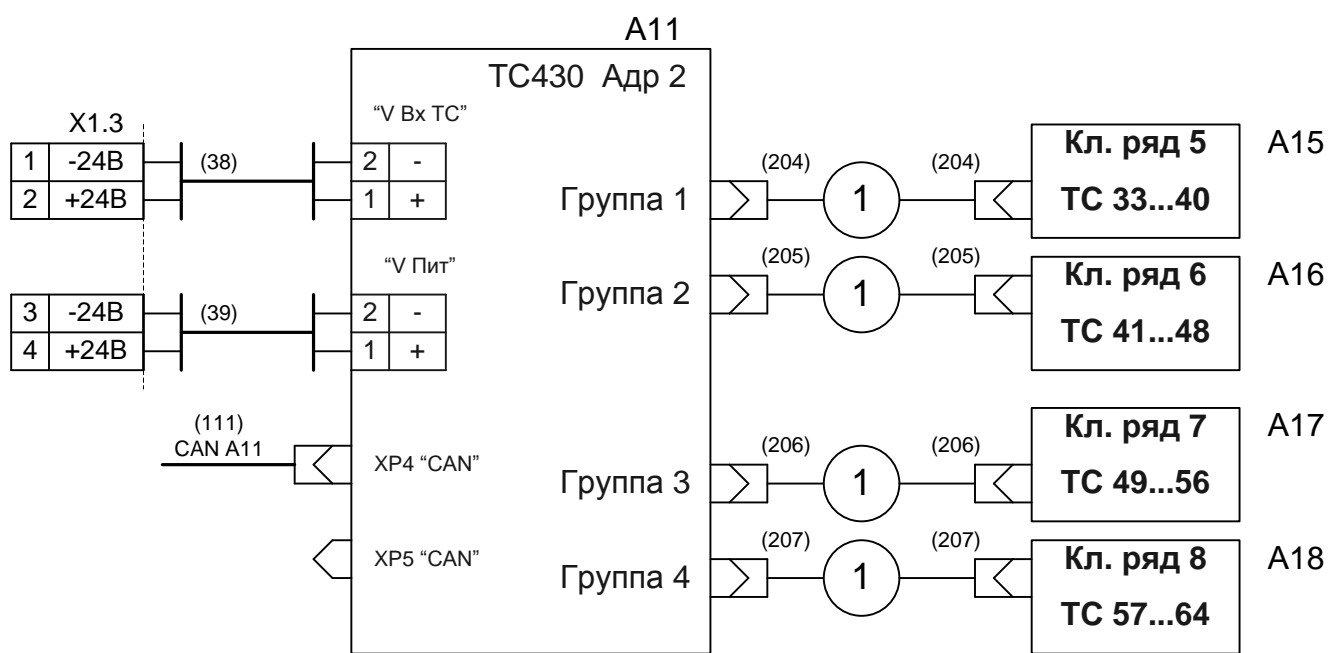 A11
TC430 Адр 2
X1.3
1 -24В
2 +24В
(38)
“V Вх ТС”
2 -
1 +
Группа 1
(204)
1
(204)
Кл. ряд 5
ТС 33...40
A15
(205)
1
(205)
Группа 2
Кл. ряд 6
ТС 41...48
A16
3 -24В
4 +24В
(39)
“V Пит”
2 -
1 +
(111)
CAN A11
XP4 “CAN”
Группа 3
(206)
1
(206)
Кл. ряд 7
ТС 49...56
A17
XP5 “CAN”
Группа 4
(207)
1
(207)
Кл. ряд 8
ТС 57...64
A18